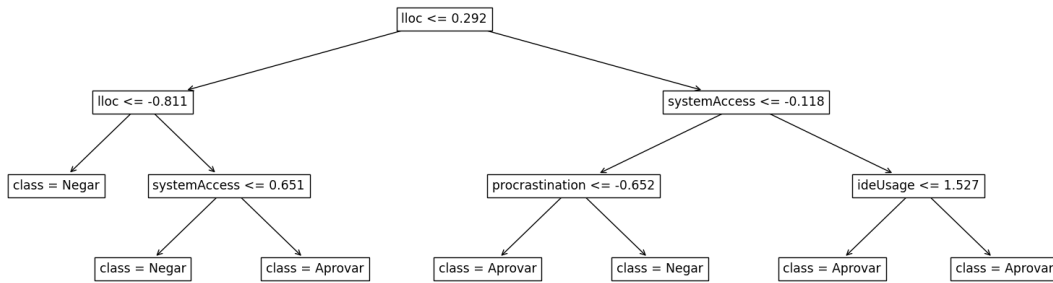 lloc <= 0.292
lloc <= -0.811
systemAccess <= -0.118
class = Negar
systemAccess <= 0.651
procrastination <= -0.652
ideUsage <= 1.527
class = Negar
class = Aprovar
class = Aprovar
class = Negar
class = Aprovar
class = Aprovar